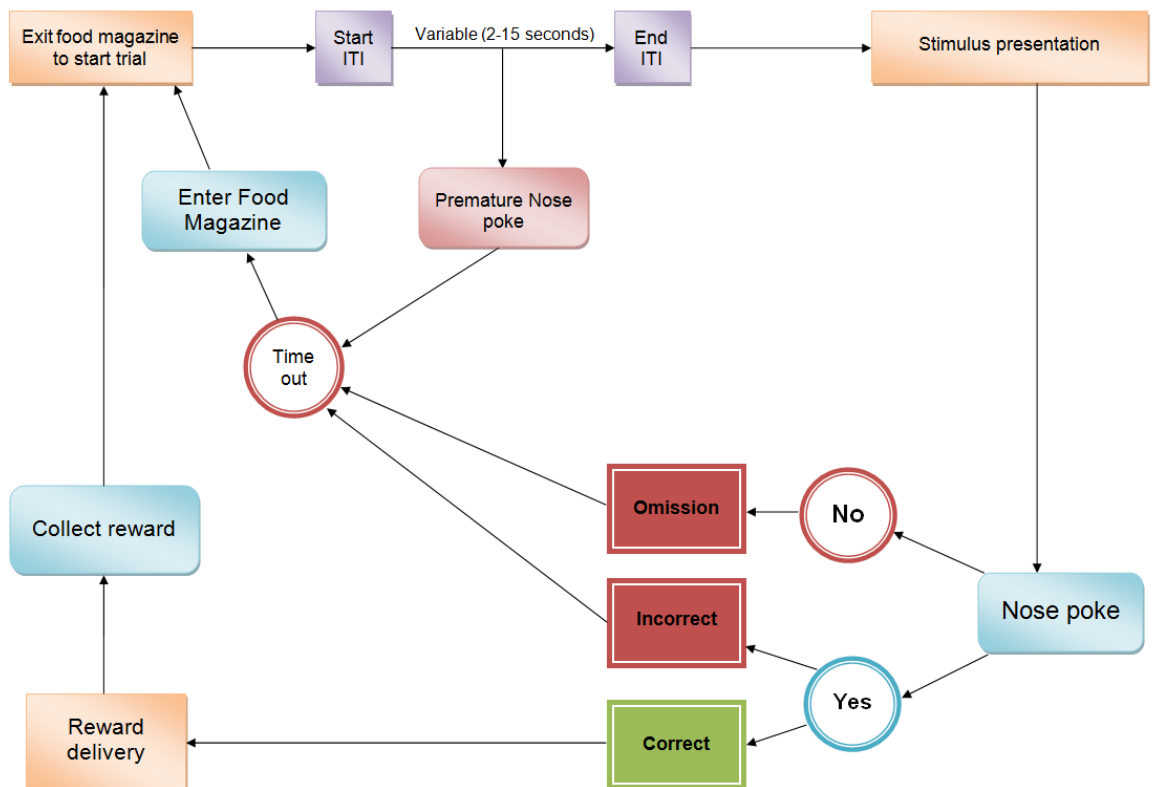 Exit food magazine
to start trial
Start
ITI
Variable (2-15 seconds)
End
ITI
Stimulus presentation
Enter Food
Magazine
Premature Nose
poke
Time
out
Collect reward
Omission
No
Nose poke
Incorrect
Yes
Reward
delivery
Correct